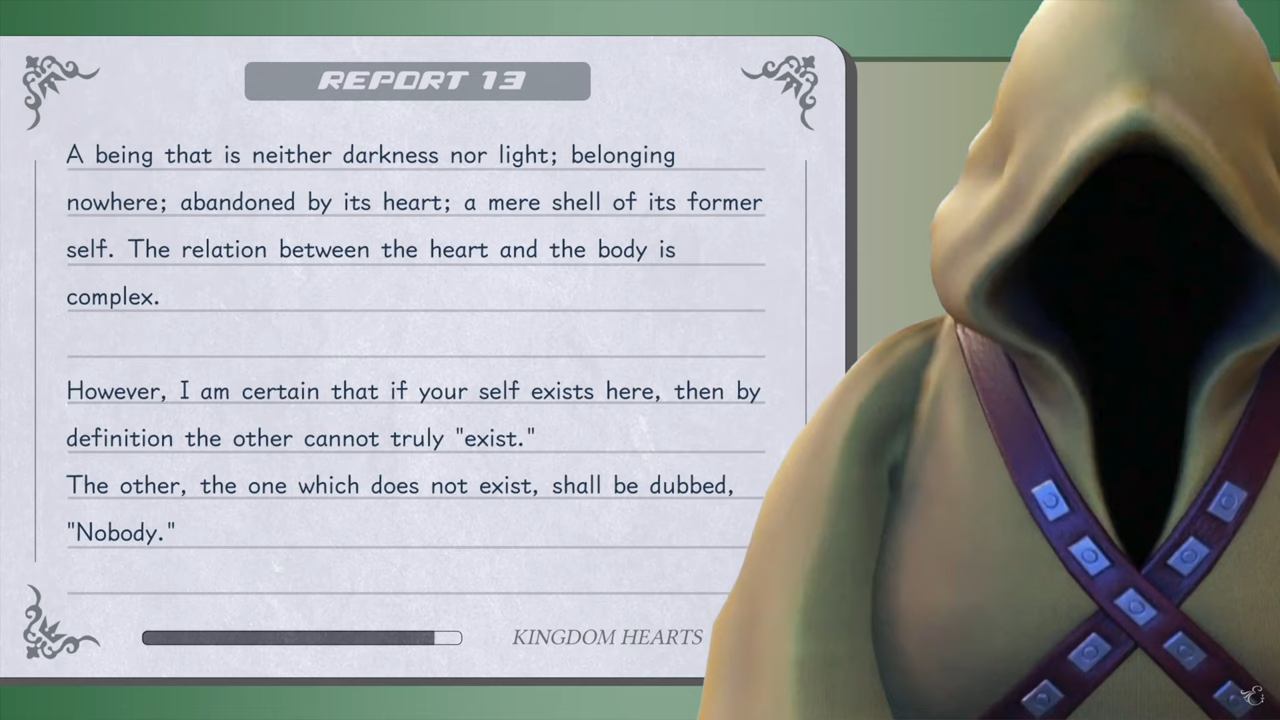 REPORT 13
A being that is neither darkness nor light; belonging
nowhere; abandoned by its heart; a mere shell of its former
self. The relation between the heart and the body is
complex.
However, I am certain that if your self exists here, then by
definition the other cannot truly "exist."
The other, the one which does not exist, shall be dubbed,
"Nobody."
KINGDOM HEARTS